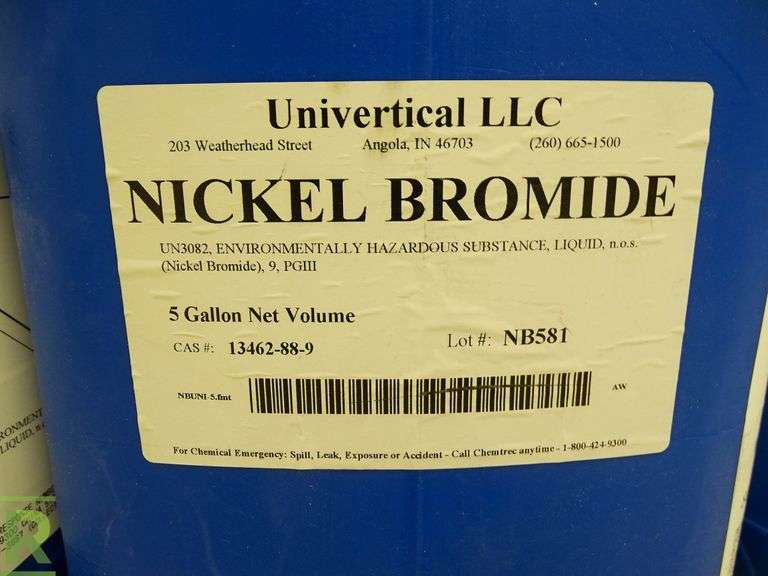 Univertical LLC
203 Weatherhead Street Angola, IN 46703 (260) 665-1500
NICKEL BROMIDE
UN3082, ENVIRONMENTALLY HAZARDOUS SUBSTANCE, LIQUID, n.o.s.
(Nickel Bromide), 9, PGIII
5 Gallon Net Volume
CAS #: 13462-88-9 Lot #: NB581
NBUNI-5.fmt AW
For Chemical Emergency: Spill, Leak, Exposure or Accident - Call Chemtrec anytime - 1-800-424-9300
LIQUID,
R